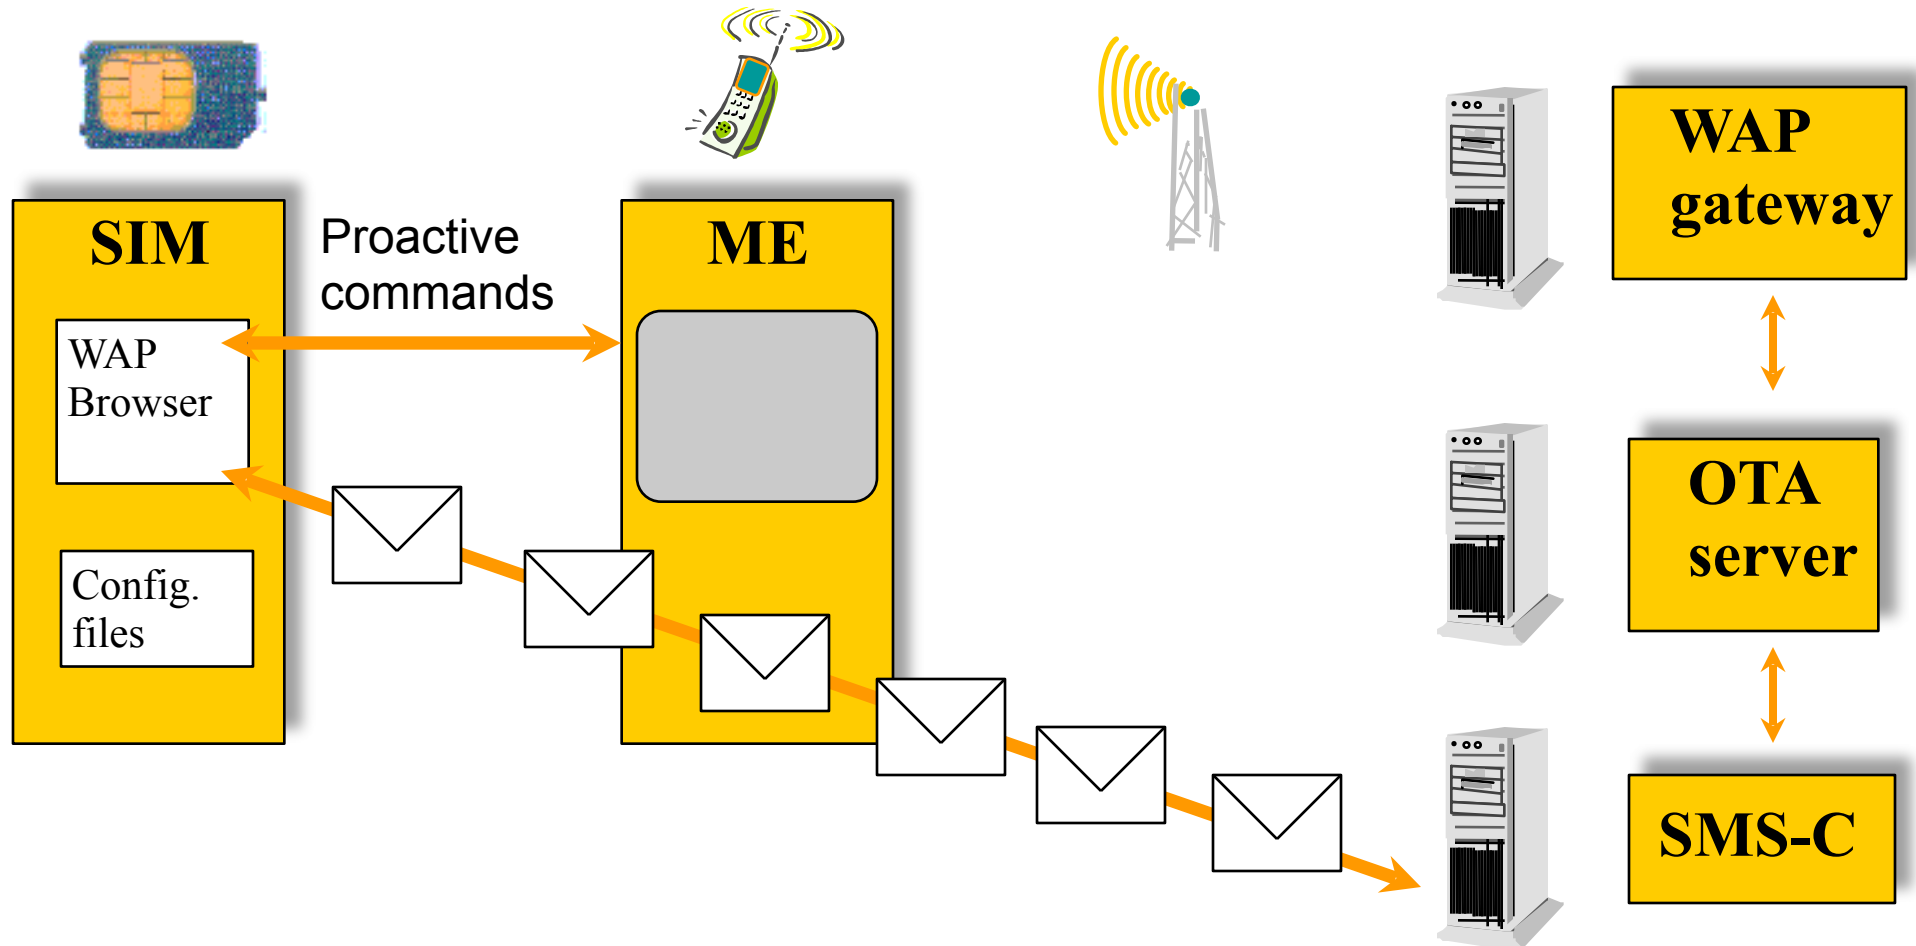 SIM
Proactive
commands
ME
WAP
Browser
Config.
files
WAP
gateway
OTA
server
SMS-C